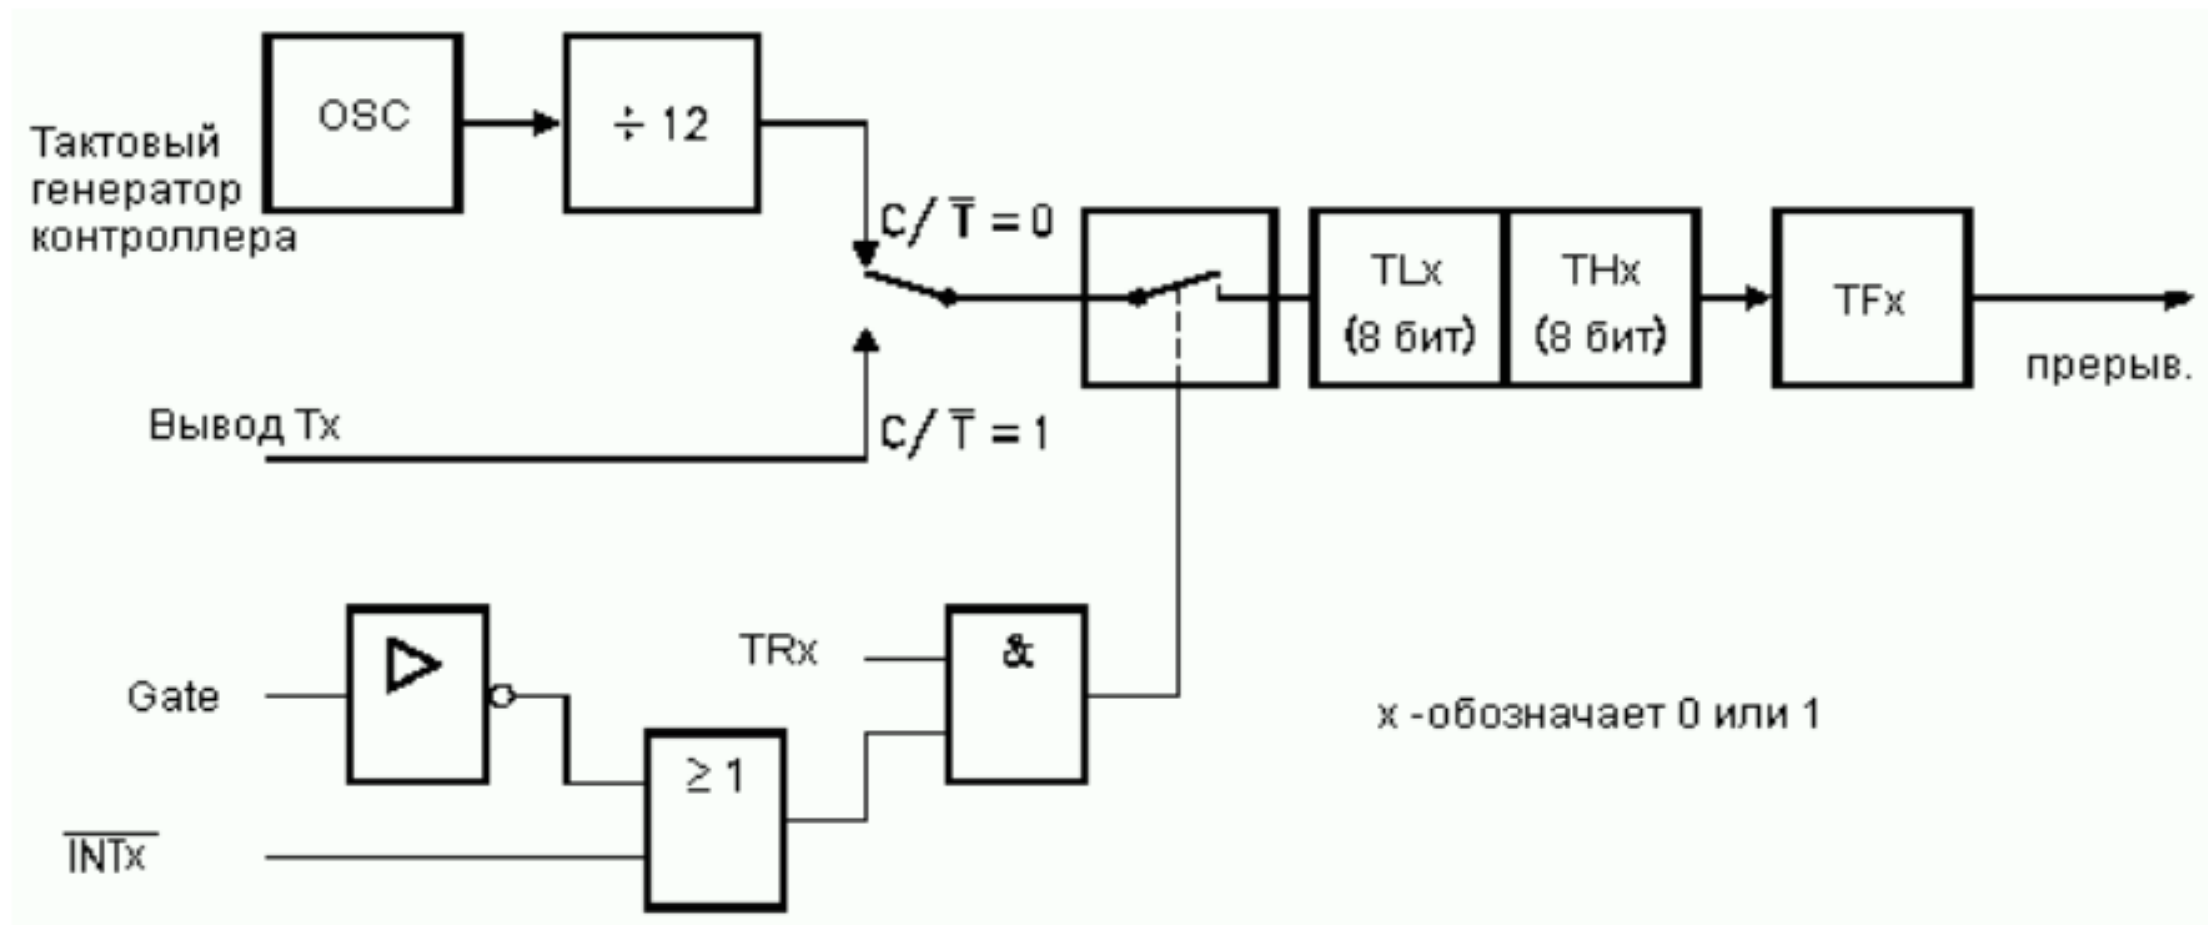 OSC
÷ 12
Тактовый
генератор
контроллера
C/T̅ = 0
TLx
(8 бит)
THx
(8 бит)
TFx
прерыв.
Вывод Tx
C/T̅ = 1
Gate
TRx
&
≥ 1
x -обозначает 0 или 1
I̅N̅T̅x̅